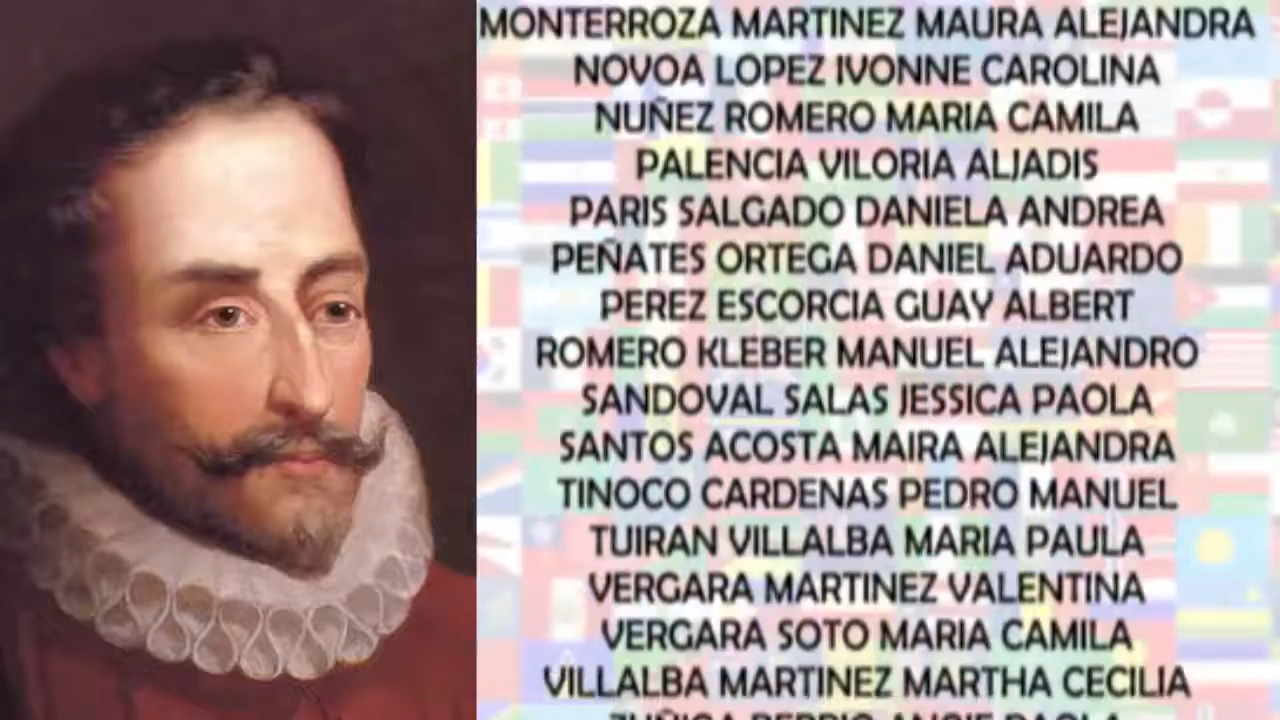 MONTERROZA MARTINEZ MAURA ALEJANDRA
NOVOA LOPEZ IVONNE CAROLINA
NUÑEZ ROMERO MARIA CAMILA
PALENCIA VILORIA ALJADIS
PARIS SALGADO DANIELA ANDREA
PEÑATES ORTEGA DANIEL ADUARDO
PEREZ ESCORCIA GUAY ALBERT
ROMERO KLEBER MANUEL ALEJANDRO
SANDOVAL SALAS JESSICA PAOLA
SANTOS ACOSTA MAIRA ALEJANDRA
TINOCO CARDENAS PEDRO MANUEL
TUIRAN VILLALBA MARIA PAULA
VERGARA MARTINEZ VALENTINA
VERGARA SOTO MARIA CAMILA
VILLALBA MARTINEZ MARTHA CECILIA